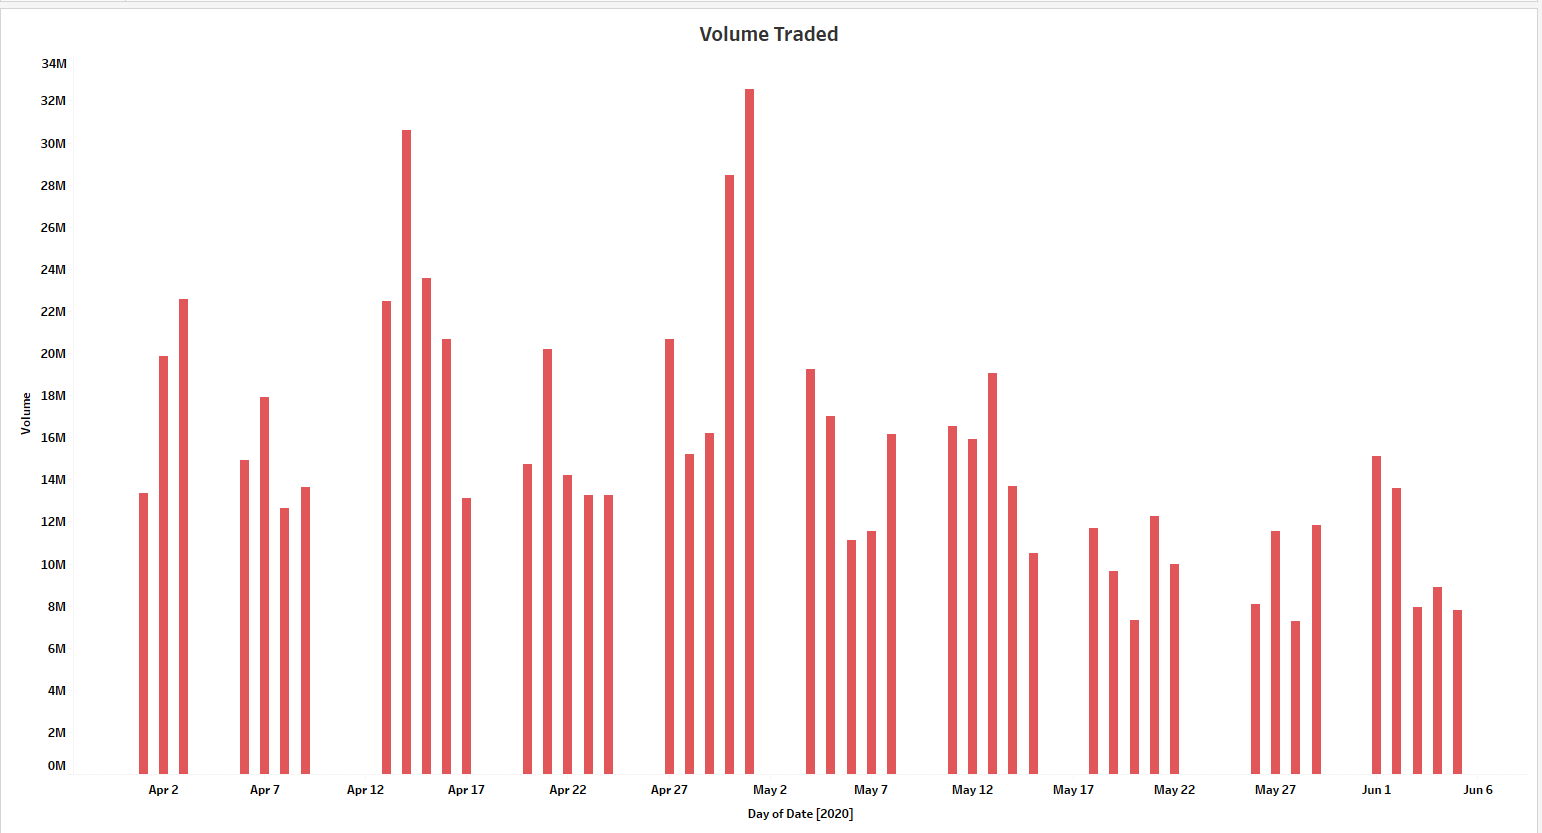 Volume Traded
34M
32M
30M
28M
26M
24M
22M
20M
18M
16M
14M
12M
10M
8M
6M
4M
2M
0M
Volume
Apr 2 Apr 7 Apr 12 Apr 17 Apr 22 Apr 27 May 2 May 7 May 12 May 17 May 22 May 27 Jun 1 Jun 6
Day of Date [2020]